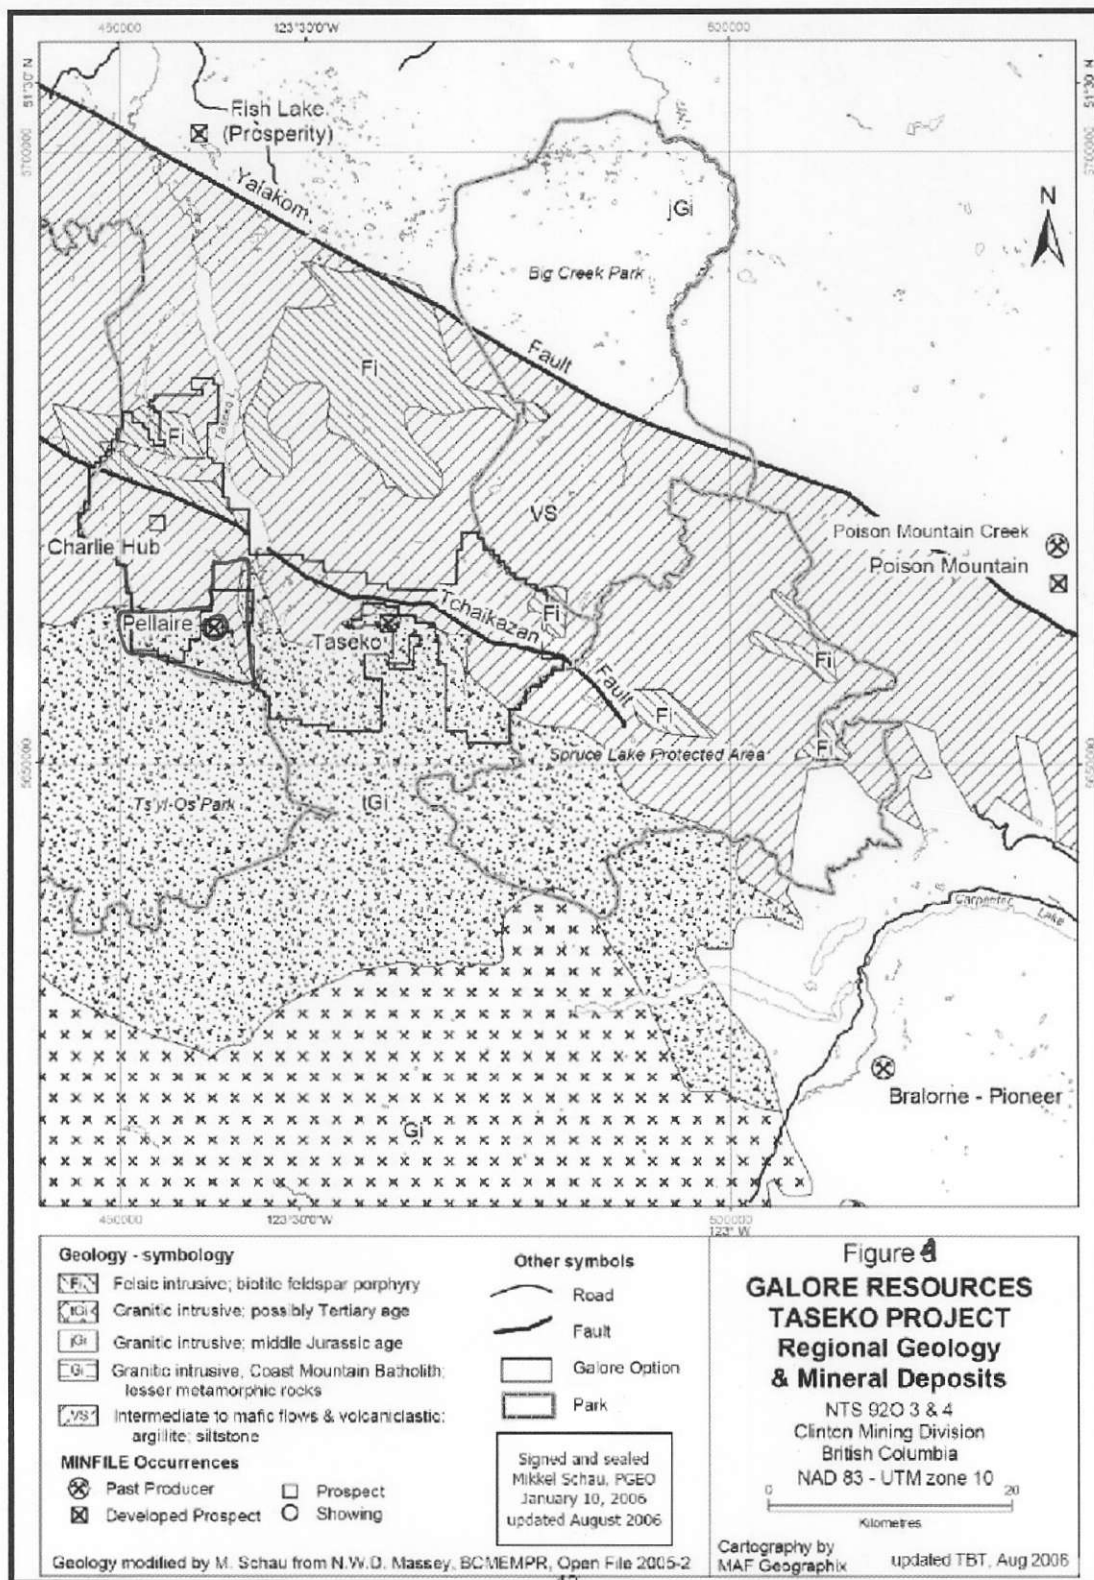 450000 123°30'0"W 500000
51°30' N
51°30' N
5700000
5700000
Fish Lake
(Prosperity)
Yalakom
jGi
N
Big Creek Park
Fault
Fi
Taseko L
Fi
VS
Charlie Hub
Poison Mountain Creek
Poison Mountain
Tchaikazan
Fi
Pellaire
Taseko
Fault
Fi
Fi
Fi
Spruce Lake Protected Area
5650000
5650000
Ts'yl-Os Park
tGi
Carpenter
Lake
Bralorne - Pioneer
Gi
450000 123°30'0"W 500000
123° W
Geology - symbology
Fi Felsic intrusive; biotite feldspar porphyry
tGi Granitic intrusive; possibly Tertiary age
jGi Granitic intrusive; middle Jurassic age
Gi Granitic intrusive, Coast Mountain Batholith;
lesser metamorphic rocks
VS Intermediate to mafic flows & volcaniclastic;
argillite; siltstone
MINFILE Occurrences
Past Producer
Prospect
Developed Prospect
Showing
Other symbols
Road
Fault
Galore Option
Park
Signed and sealed
Mikkel Schau, PGEO
January 10, 2006
updated August 2006
Figure
GALORE RESOURCES
TASEKO PROJECT
Regional Geology
& Mineral Deposits
NTS 92O 3 & 4
Clinton Mining Division
British Columbia
NAD 83 - UTM zone 10
0 20
Kilometres
Cartography by
MAF Geographix
updated TBT, Aug 2006
Geology modified by M. Schau from N.W.D. Massey, BCMEMPR, Open File 2005-2